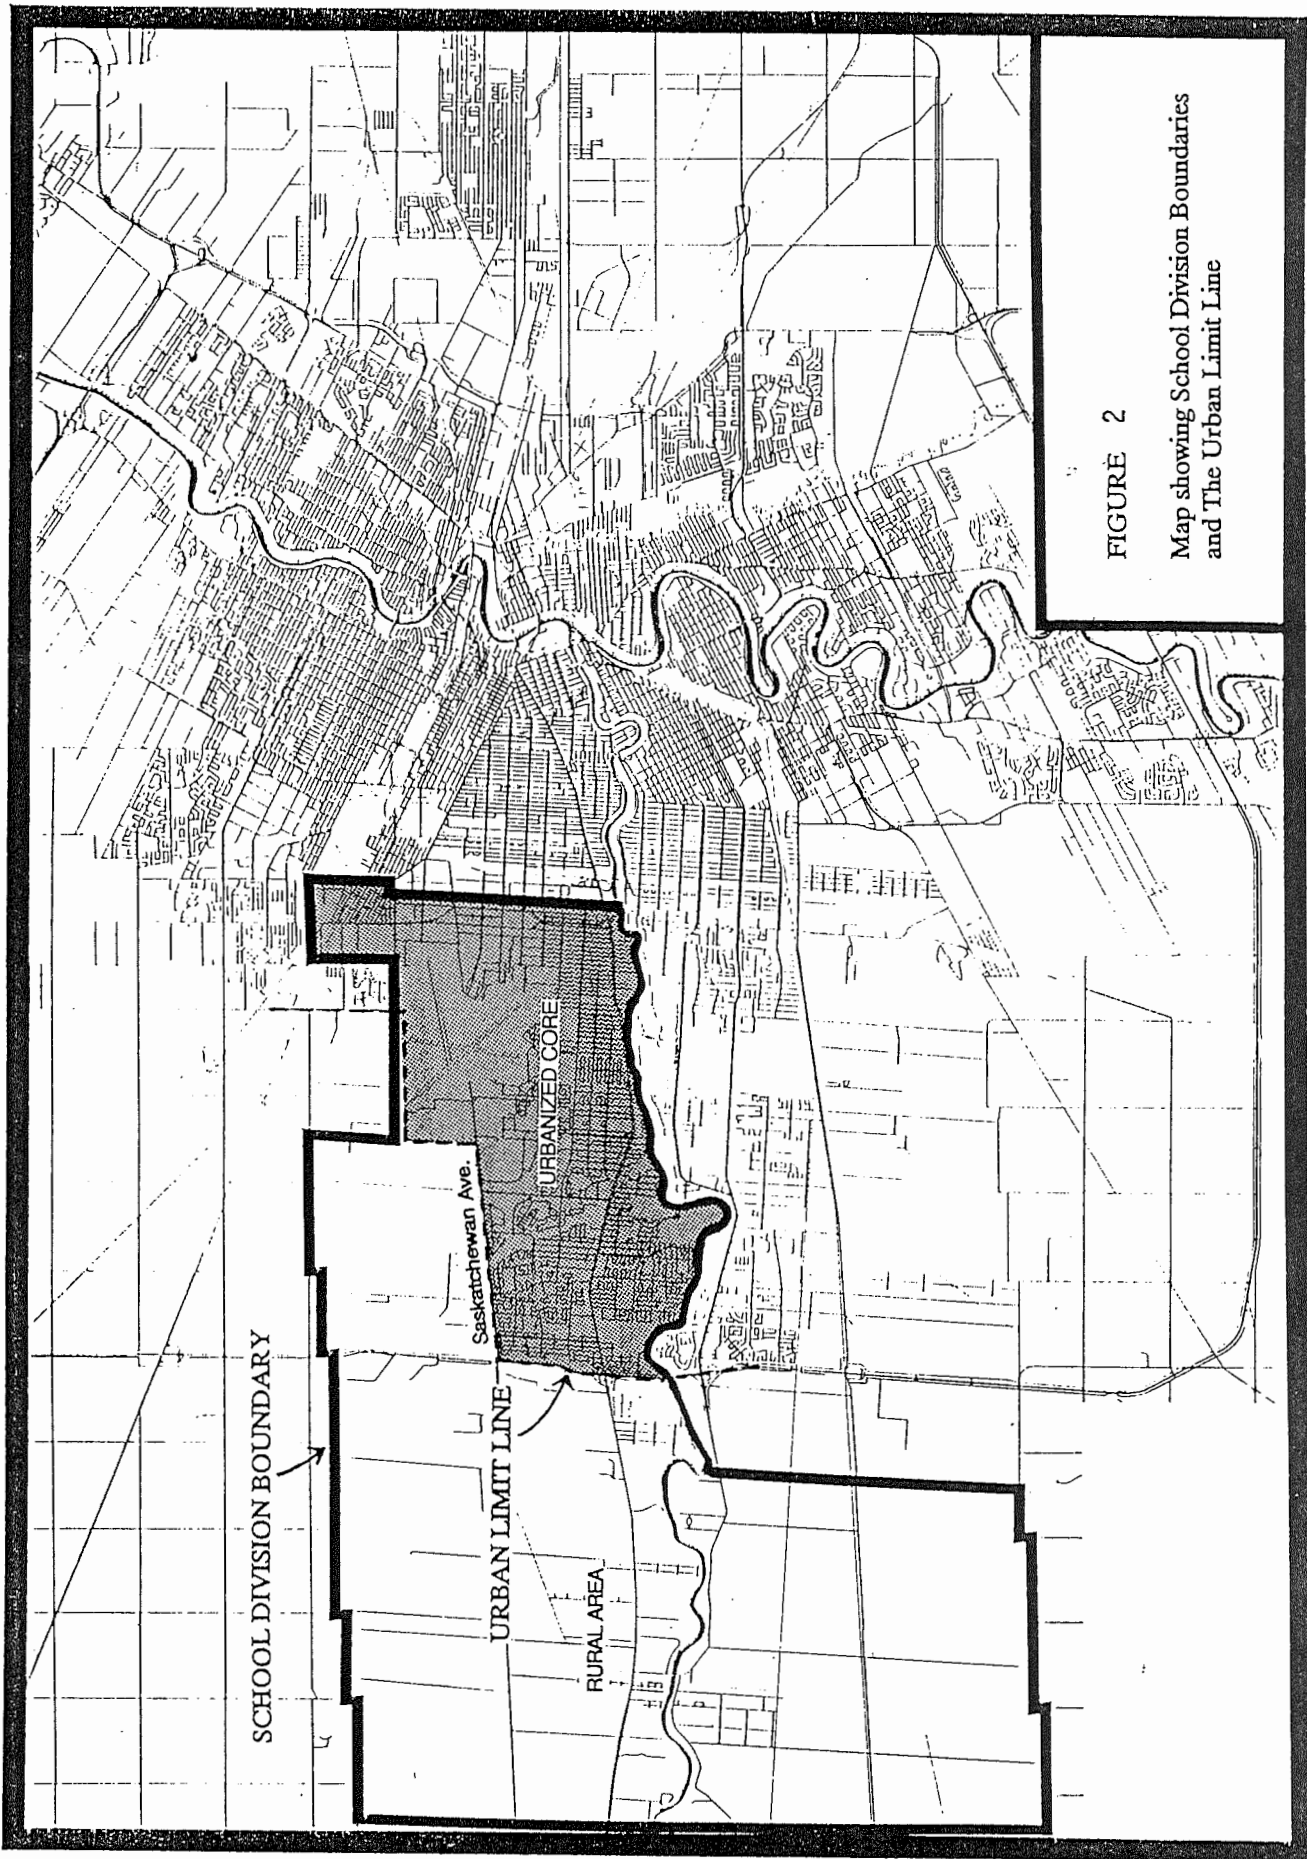 SCHOOL DIVISION BOUNDARY
Saskatchewan Ave.
URBAN LIMIT LINE
URBANIZED CORE
RURAL AREA
FIGURE 2
Map showing School Division Boundaries
and The Urban Limit Line